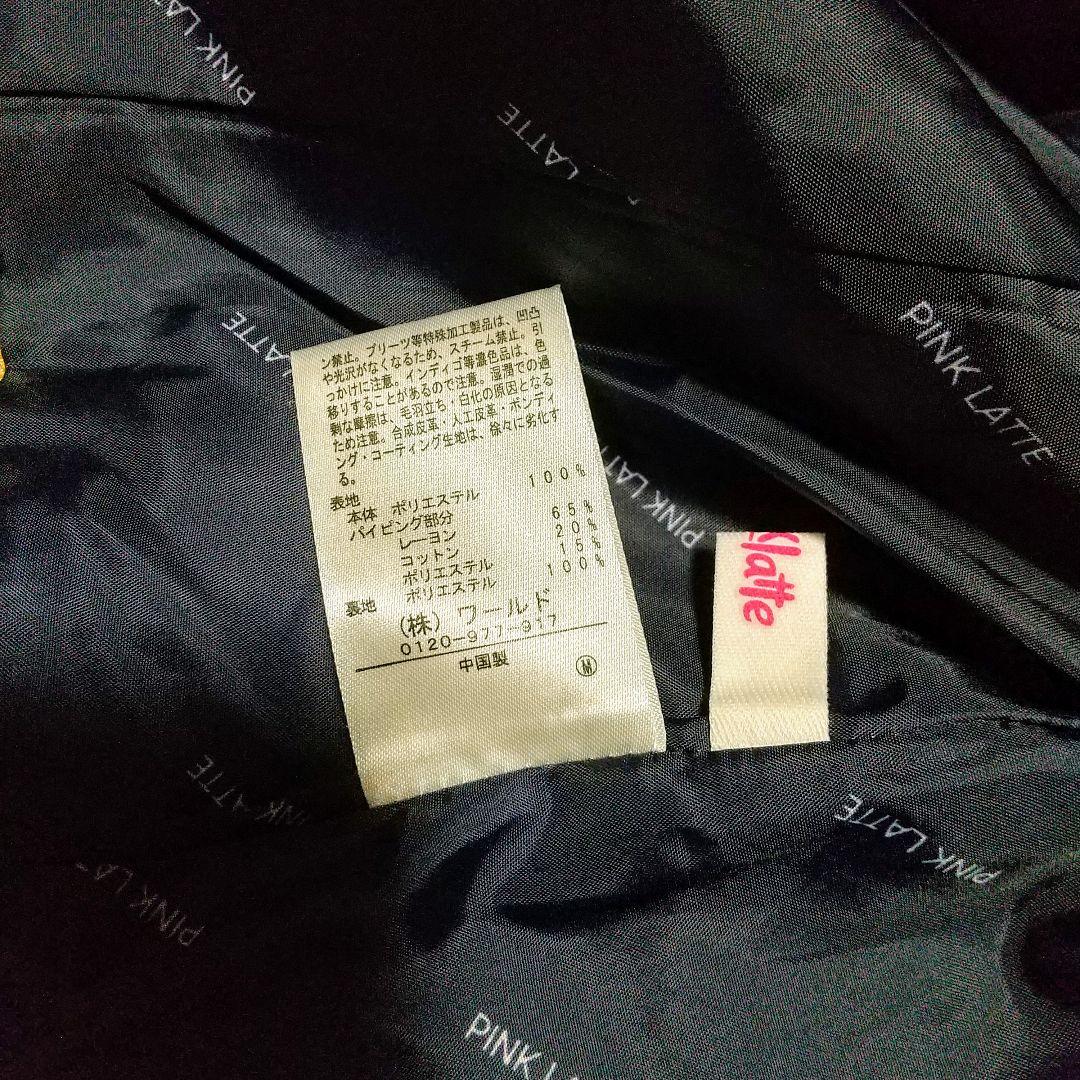 PINK LATTE
LATTE
PINK LATTE
ン禁止。プリーツ等特殊加工製品は、凹凸
や光沢がなくなるため、スチーム禁止。引
っかけに注意。インディゴ等濃色品は、色
移りすることがあるので注意。湿潤での過
剰な摩擦は、毛羽立ち・白化の原因となる
ため注意。合成皮革・人工皮革・ボンディ
ング・コーティング生地は、徐々に劣化す
る。
表地
本体 ポリエステル 100%
パイピング部分
レーヨン 65%
コットン 20%
ポリエステル 15%
裏地 ポリエステル 100%
(株) ワールド
0120-977-917
中国製 M
PINK LATTE
klatte
PINK LATTE
PINK LATTE
PINK LA
PINK L